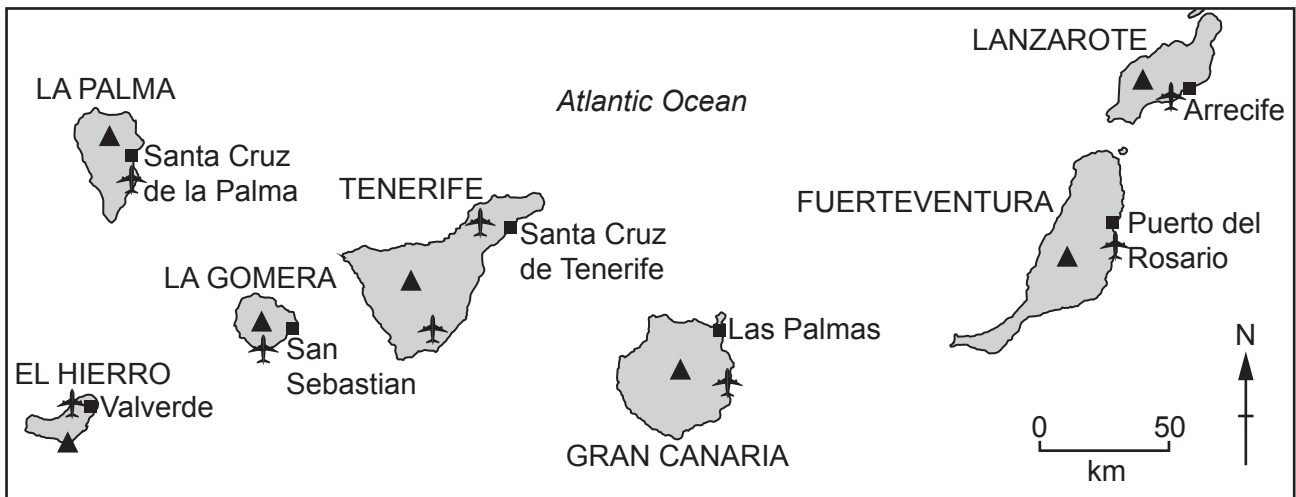 LANZAROTE
Arrecife
LA PALMA
Santa Cruz
de la Palma
Atlantic Ocean
TENERIFE
Santa Cruz
de Tenerife
FUERTEVENTURA
Puerto del
Rosario
LA GOMERA
San
Sebastian
Las Palmas
GRAN CANARIA
EL HIERRO
Valverde
N
0 50
km